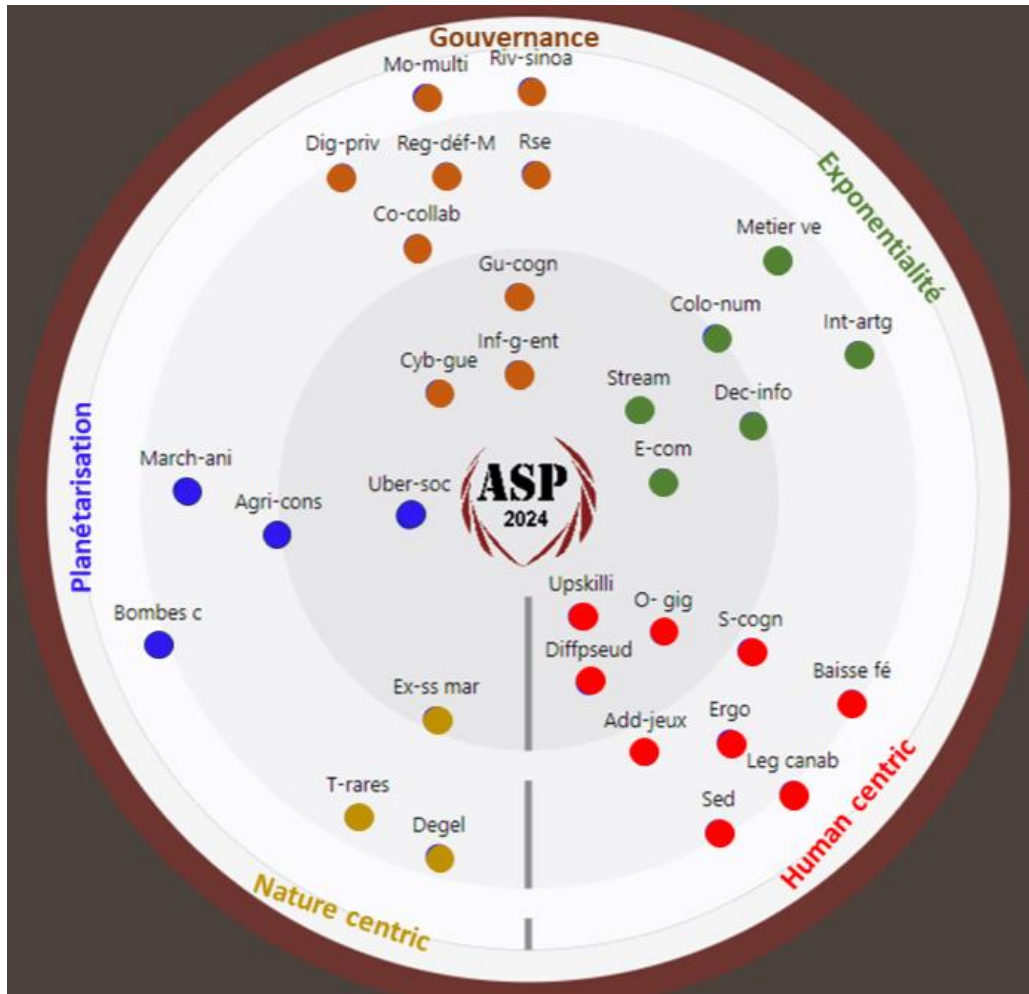 Gouvernance
Mo-multi
Riv-sinoa
Dig-priv
Reg-déf-M
Rse
Co-collab
Gu-cogn
Inf-g-ent
Cyb-gue
Exponentialité
Metier ve
Colo-num
Int-artg
Stream
Dec-info
E-com
Planétarisation
March-ani
Agri-cons
Uber-soc
Bombes c
ASP
2024
Upskilli
O- gig
S-cogn
Diffpseud
Baisse fé
Add-jeux
Ergo
Leg canab
Sed
Human centric
Ex-ss mar
T-rares
Degel
Nature centric